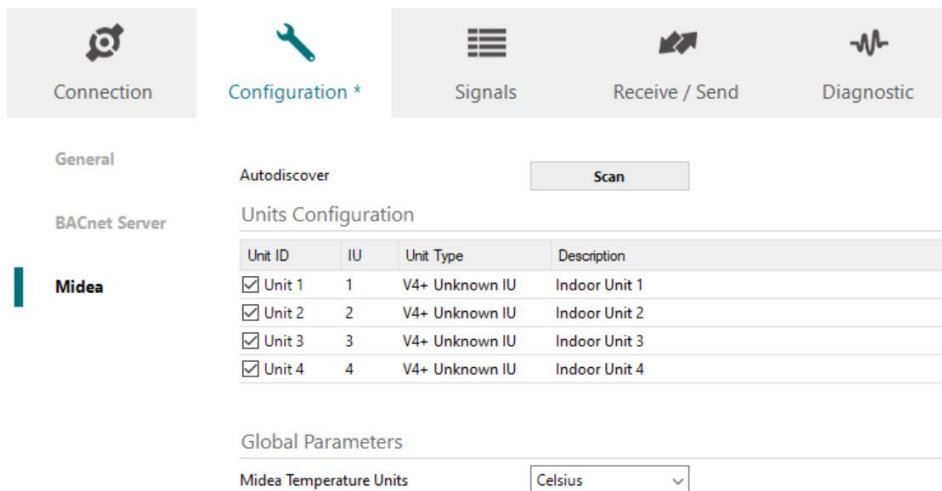 Connection Configuration * Signals Receive / Send Diagnostic
General
BACnet Server
Midea
Autodiscover Scan
Units Configuration
Unit ID IU Unit Type Description
Unit 1 1 V4+ Unknown IU Indoor Unit 1
Unit 2 2 V4+ Unknown IU Indoor Unit 2
Unit 3 3 V4+ Unknown IU Indoor Unit 3
Unit 4 4 V4+ Unknown IU Indoor Unit 4
Global Parameters
Midea Temperature Units Celsius